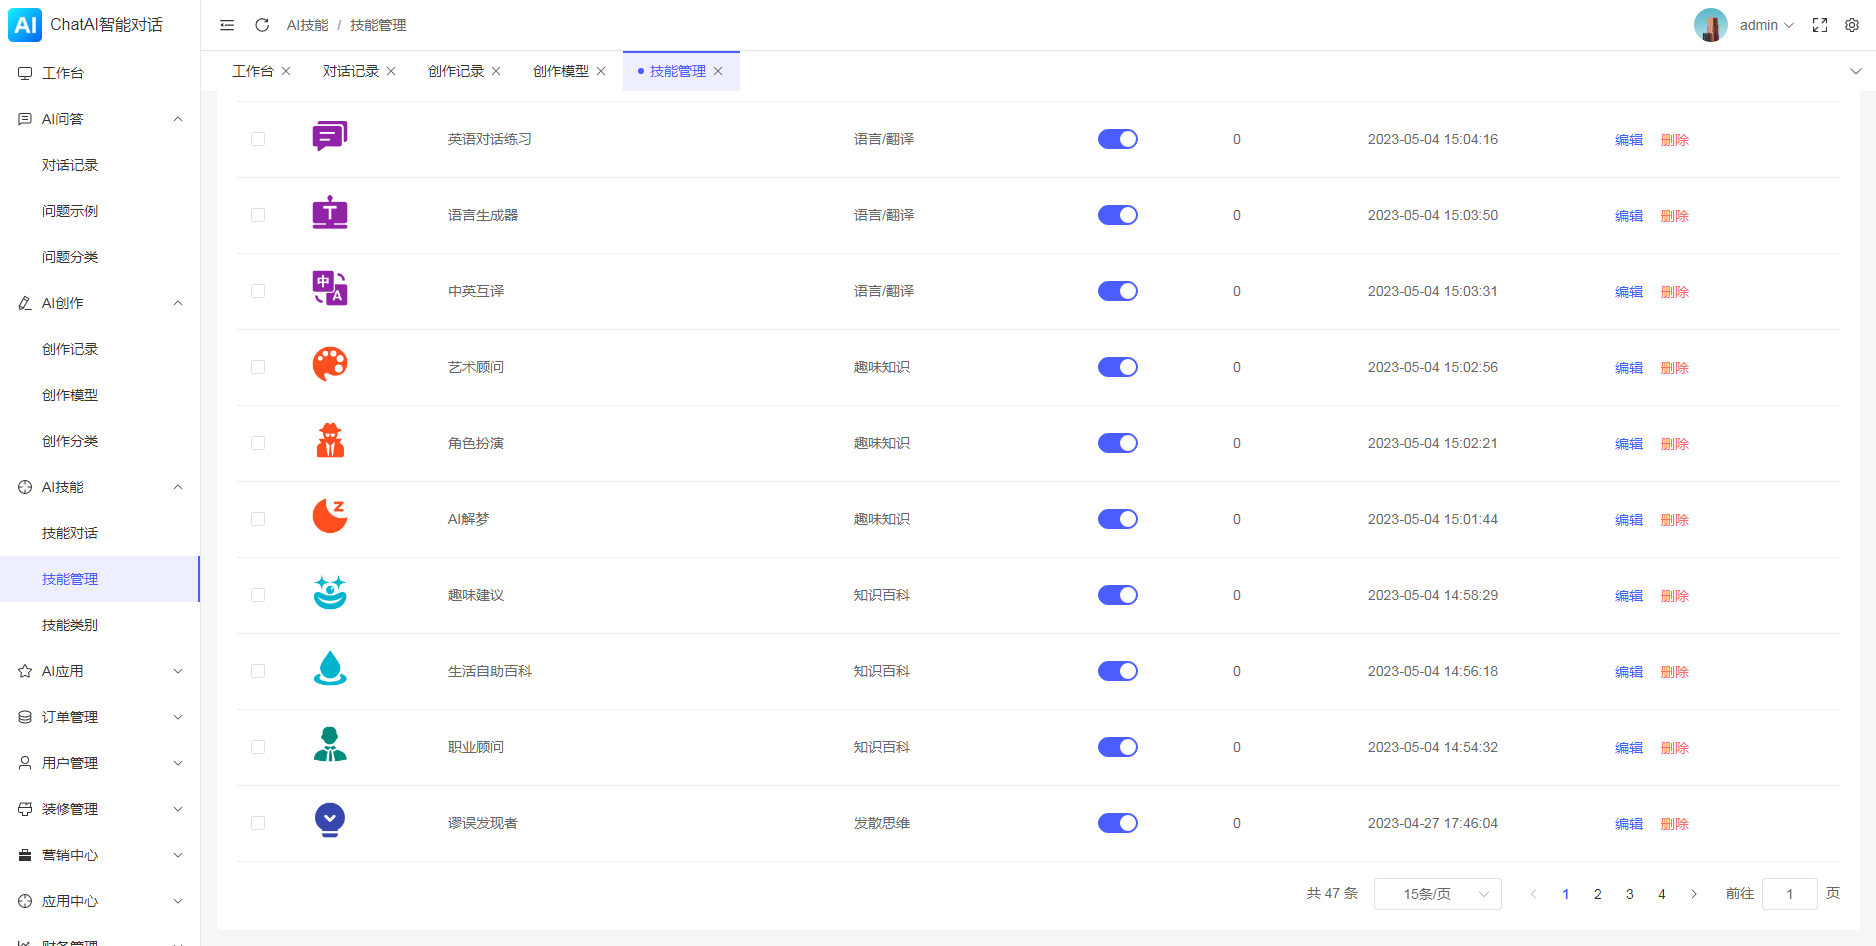 AI ChatAI智能对话
AI技能 / 技能管理
admin
工作台
对话记录
创作记录
创作模型
技能管理
工作台
AI问答
对话记录
问题示例
问题分类
AI创作
创作记录
创作模型
创作分类
AI技能
技能对话
技能管理
技能类别
AI应用
订单管理
用户管理
装修管理
营销中心
应用中心
财务管理
英语对话练习 语言/翻译 0 2023-05-04 15:04:16 编辑 删除
T 语言生成器 语言/翻译 0 2023-05-04 15:03:50 编辑 删除
中 A 中英互译 语言/翻译 0 2023-05-04 15:03:31 编辑 删除
艺术顾问 趣味知识 0 2023-05-04 15:02:56 编辑 删除
角色扮演 趣味知识 0 2023-05-04 15:02:21 编辑 删除
Z AI解梦 趣味知识 0 2023-05-04 15:01:44 编辑 删除
趣味建议 知识百科 0 2023-05-04 14:58:29 编辑 删除
生活自助百科 知识百科 0 2023-05-04 14:56:18 编辑 删除
职业顾问 知识百科 0 2023-05-04 14:54:32 编辑 删除
谬误发现者 发散思维 0 2023-04-27 17:46:04 编辑 删除
共 47 条 15条/页 1 2 3 4 前往 1 页